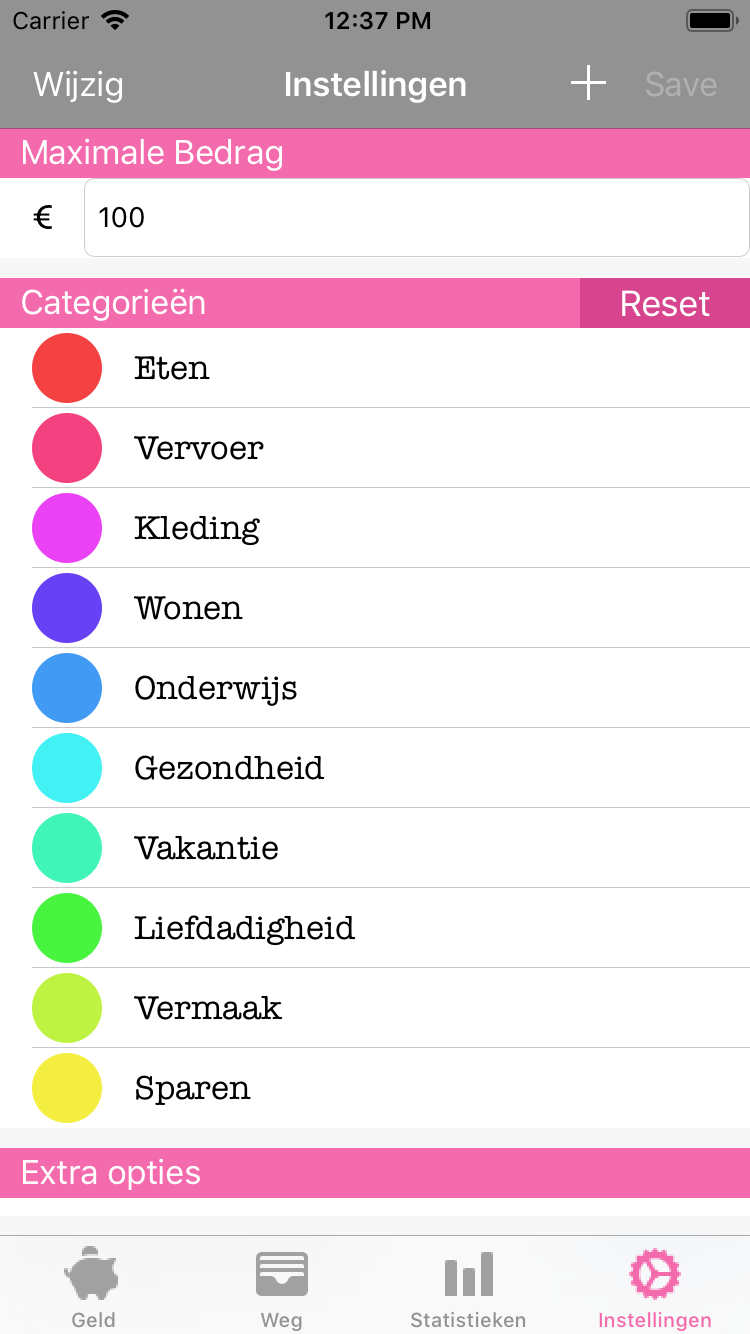 Carrier 12:37 PM
Wijzig Instellingen + Save
Maximale Bedrag
€ 100
Categorieën Reset
Eten
Vervoer
Kleding
Wonen
Onderwijs
Gezondheid
Vakantie
Liefdadigheid
Vermaak
Sparen
Extra opties
Geld Weg Statistieken Instellingen